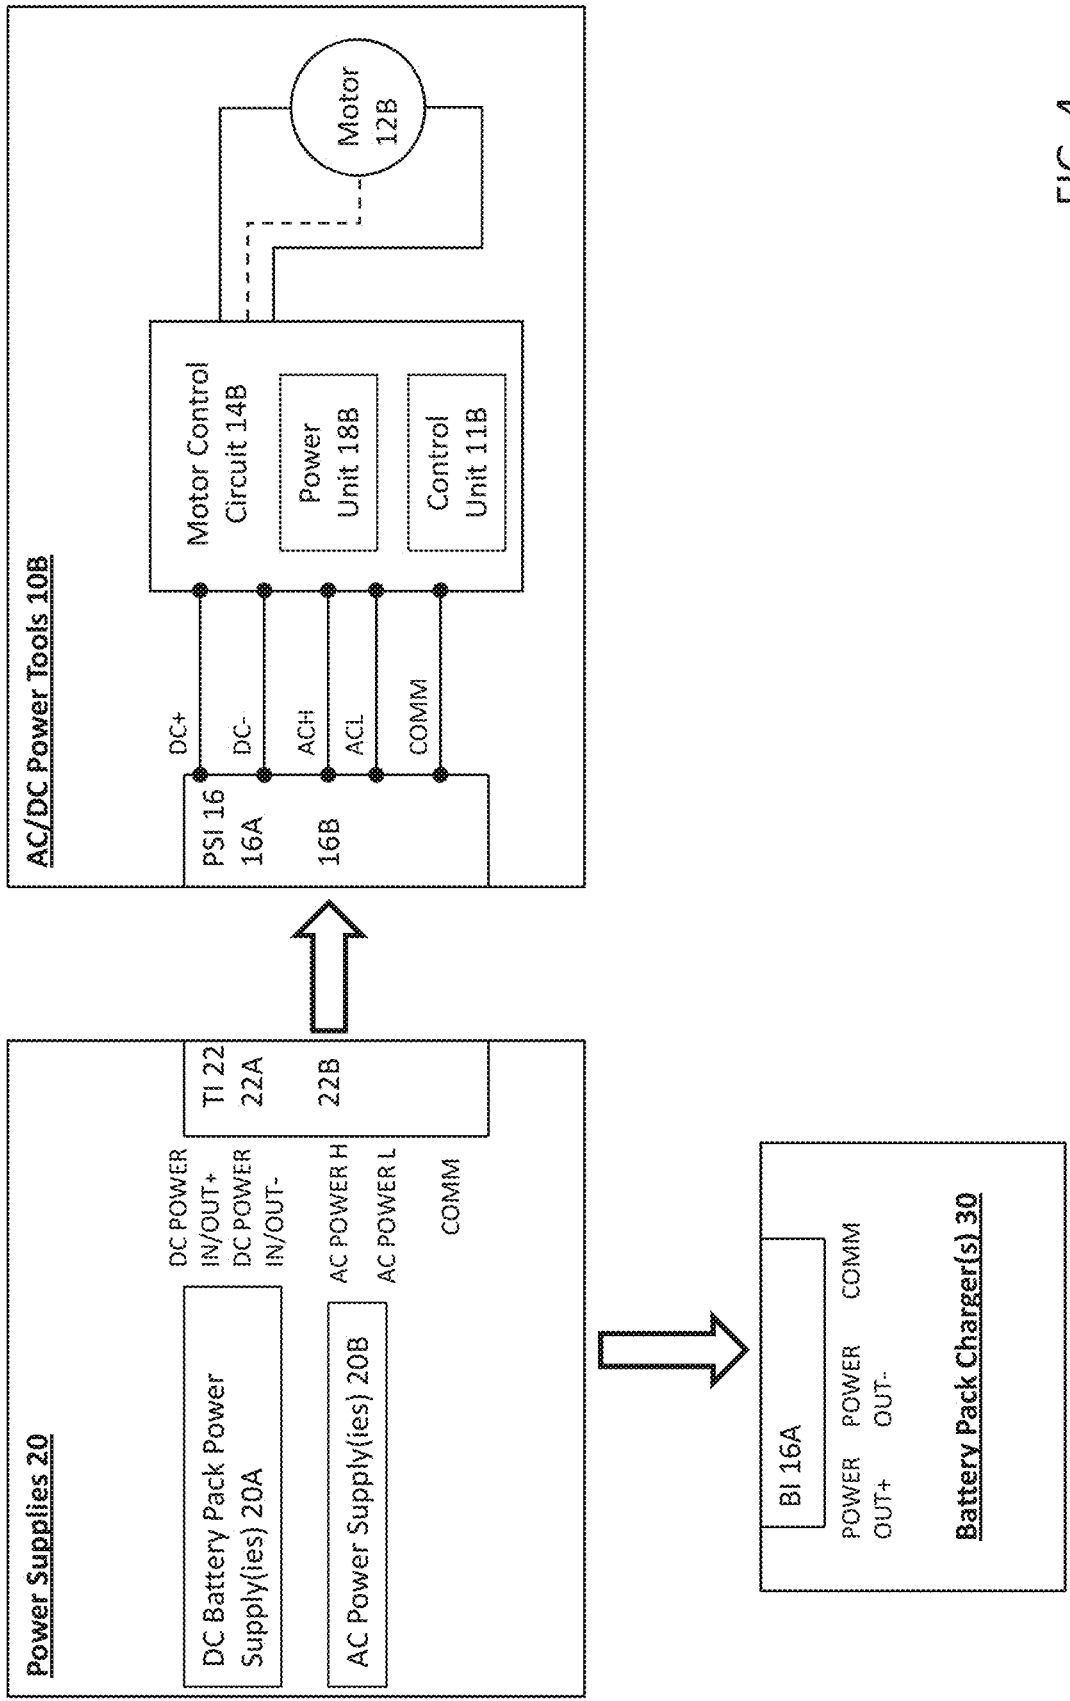 Power Supplies 20
DC Battery Pack Power
Supply(ies) 20A
AC Power Supply(ies) 20B
DC POWER
IN/OUT+
DC POWER
IN/OUT-
AC POWER H
AC POWER L
COMM
TI 22
22A
22B
AC/DC Power Tools 10B
PSI 16
16A
16B
DC+
DC-
ACH
ACL
COMM
Motor Control
Circuit 14B
Power
Unit 18B
Control
Unit 11B
Motor
12B
BI 16A
POWER
OUT+
POWER
OUT-
COMM
Battery Pack Charger(s) 30
FIG. 4